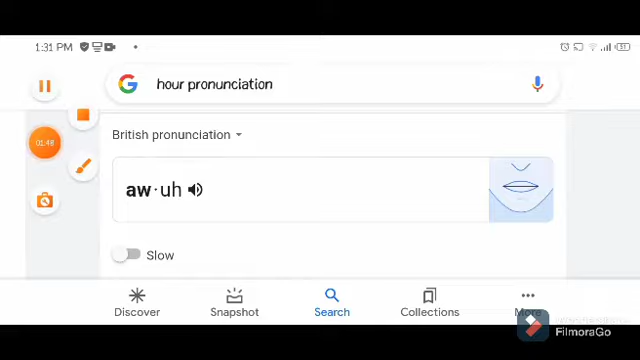 1:31 PM
hour pronunciation
01:48
British pronunciation
aw·uh
Slow
Discover Snapshot Search Collections More
FilmoraGo